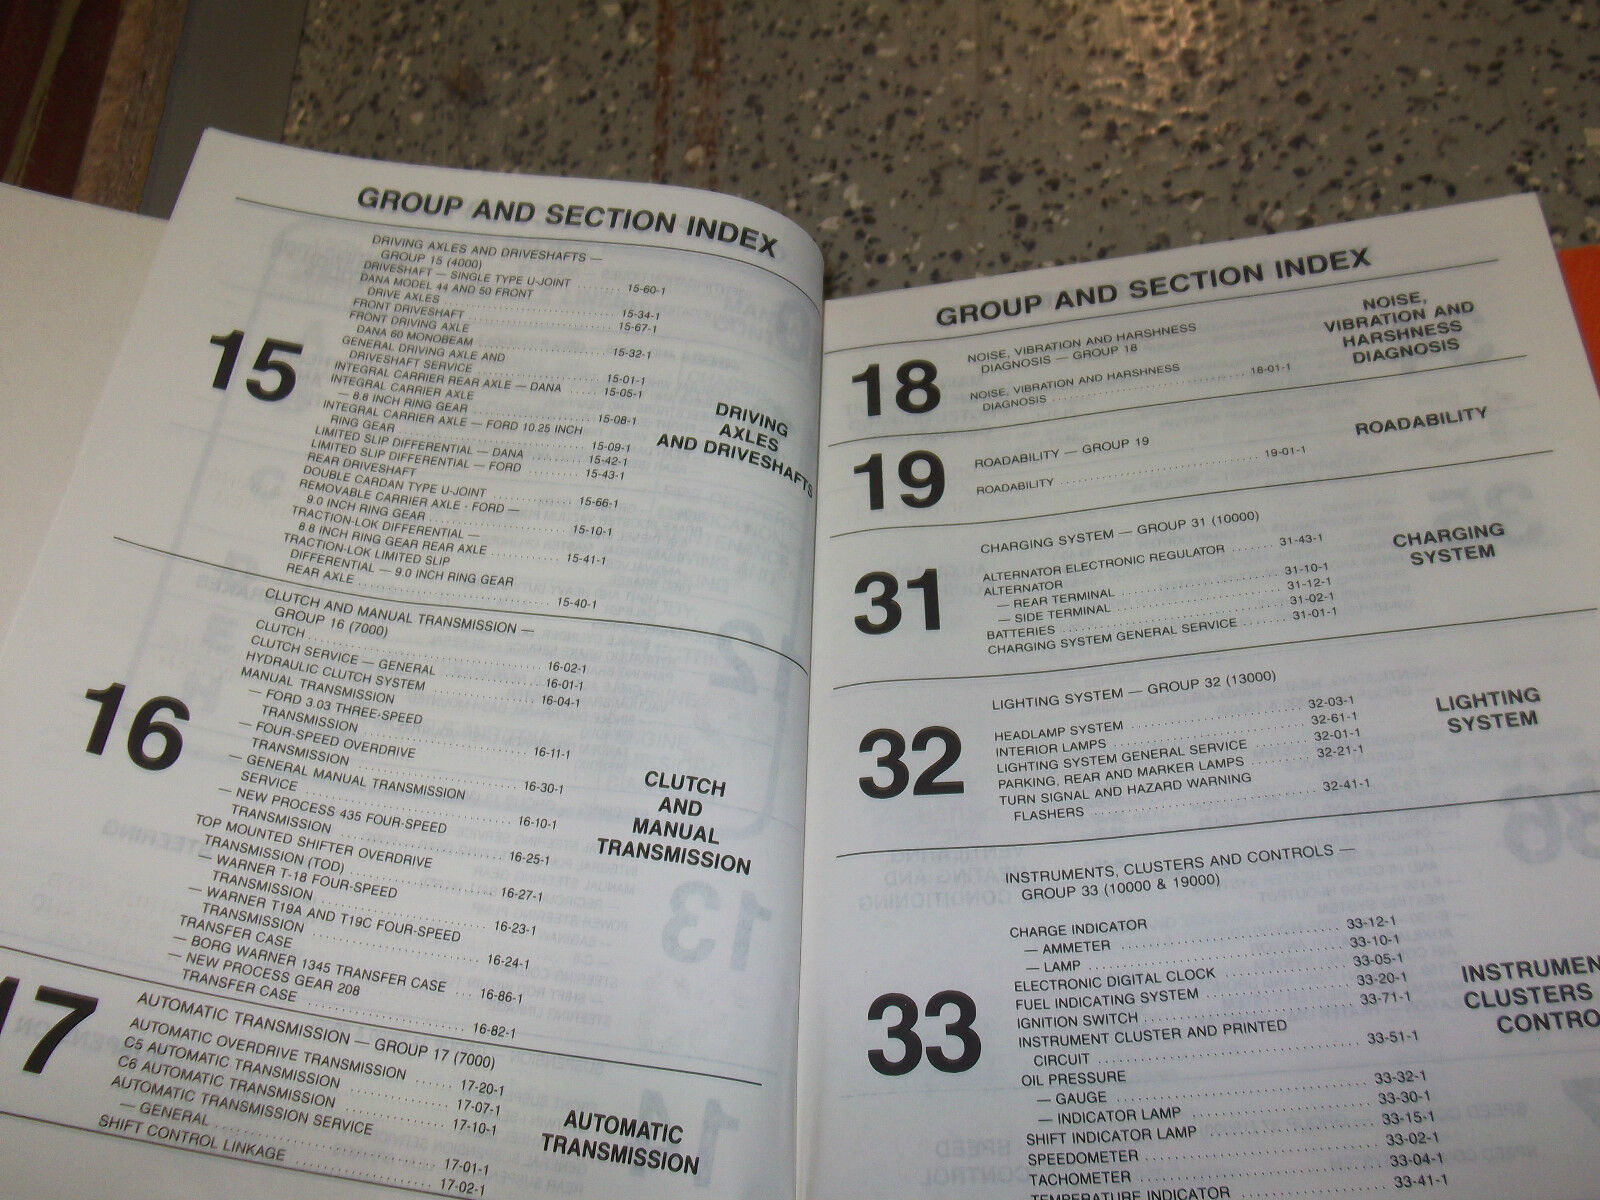 GROUP AND SECTION INDEX
15
DRIVING AXLES AND DRIVESHAFTS —
GROUP 15 (4000)
DRIVESHAFT — SINGLE TYPE U-JOINT ........ 15-60-1
DANA MODEL 44 AND 50 FRONT
DRIVE AXLES ........ 15-34-1
FRONT DRIVESHAFT ........ 15-67-1
FRONT DRIVING AXLE
DANA 60 MONOBEAM ........ 15-32-1
GENERAL DRIVING AXLE AND
DRIVESHAFT SERVICE ........ 15-01-1
INTEGRAL CARRIER REAR AXLE — DANA ..... 15-05-1
INTEGRAL CARRIER AXLE
— 8.8 INCH RING GEAR ........ 15-08-1
INTEGRAL CARRIER AXLE — FORD 10.25 INCH
RING GEAR ........ 15-09-1
LIMITED SLIP DIFFERENTIAL — DANA ........ 15-42-1
LIMITED SLIP DIFFERENTIAL — FORD ........ 15-43-1
REAR DRIVESHAFT
DOUBLE CARDAN TYPE U-JOINT ........ 15-66-1
REMOVABLE CARRIER AXLE - FORD —
9.0 INCH RING GEAR ........ 15-10-1
TRACTION-LOK DIFFERENTIAL —
8.8 INCH RING GEAR REAR AXLE ........ 15-41-1
TRACTION-LOK LIMITED SLIP
DIFFERENTIAL — 9.0 INCH RING GEAR
REAR AXLE ........ 15-40-1
DRIVING
AXLES
AND DRIVESHAFTS
16
CLUTCH AND MANUAL TRANSMISSION —
GROUP 16 (7000)
CLUTCH ........ 16-02-1
CLUTCH SERVICE — GENERAL ........ 16-01-1
HYDRAULIC CLUTCH SYSTEM ........ 16-04-1
MANUAL TRANSMISSION
— FORD 3.03 THREE-SPEED
TRANSMISSION ........ 16-11-1
— FOUR-SPEED OVERDRIVE
TRANSMISSION ........ 16-30-1
— GENERAL MANUAL TRANSMISSION
SERVICE ........ 16-10-1
— NEW PROCESS 435 FOUR-SPEED
TRANSMISSION ........ 16-25-1
TOP MOUNTED SHIFTER OVERDRIVE
TRANSMISSION (TOD) ........ 16-27-1
— WARNER T-18 FOUR-SPEED
TRANSMISSION ........ 16-23-1
— WARNER T19A AND T19C FOUR-SPEED
TRANSMISSION ........ 16-24-1
TRANSFER CASE
— BORG WARNER 1345 TRANSFER CASE ... 16-86-1
— NEW PROCESS GEAR 208
TRANSFER CASE ........ 16-82-1
CLUTCH
AND
MANUAL
TRANSMISSION
17
AUTOMATIC TRANSMISSION — GROUP 17 (7000)
AUTOMATIC OVERDRIVE TRANSMISSION ...... 17-20-1
C5 AUTOMATIC TRANSMISSION ........ 17-07-1
C6 AUTOMATIC TRANSMISSION ........ 17-10-1
AUTOMATIC TRANSMISSION SERVICE
— GENERAL ........ 17-01-1
SHIFT CONTROL LINKAGE ........ 17-02-1
AUTOMATIC
TRANSMISSION
GROUP AND SECTION INDEX
18
NOISE, VIBRATION AND HARSHNESS
DIAGNOSIS — GROUP 18
NOISE, VIBRATION AND HARSHNESS
DIAGNOSIS ........ 18-01-1
NOISE,
VIBRATION AND
HARSHNESS
DIAGNOSIS
19
ROADABILITY — GROUP 19
ROADABILITY ........ 19-01-1
ROADABILITY
31
CHARGING SYSTEM — GROUP 31 (10000)
ALTERNATOR ELECTRONIC REGULATOR ....... 31-43-1
ALTERNATOR
— REAR TERMINAL ........ 31-10-1
— SIDE TERMINAL ........ 31-12-1
BATTERIES ........ 31-02-1
CHARGING SYSTEM GENERAL SERVICE ....... 31-01-1
CHARGING
SYSTEM
32
LIGHTING SYSTEM — GROUP 32 (13000)
HEADLAMP SYSTEM ........ 32-03-1
INTERIOR LAMPS ........ 32-61-1
LIGHTING SYSTEM GENERAL SERVICE ........ 32-01-1
PARKING, REAR AND MARKER LAMPS ........ 32-21-1
TURN SIGNAL AND HAZARD WARNING
FLASHERS ........ 32-41-1
LIGHTING
SYSTEM
33
INSTRUMENTS, CLUSTERS AND CONTROLS —
GROUP 33 (10000 & 19000)
CHARGE INDICATOR
— AMMETER ........ 33-12-1
— LAMP ........ 33-10-1
ELECTRONIC DIGITAL CLOCK ........ 33-05-1
FUEL INDICATING SYSTEM ........ 33-20-1
IGNITION SWITCH ........ 33-71-1
INSTRUMENT CLUSTER AND PRINTED
CIRCUIT ........ 33-51-1
OIL PRESSURE
— GAUGE ........ 33-32-1
— INDICATOR LAMP ........ 33-30-1
SHIFT INDICATOR LAMP ........ 33-15-1
SPEEDOMETER ........ 33-02-1
TACHOMETER ........ 33-04-1
TEMPERATURE INDICATOR ........ 33-41-1
INSTRUMEN
CLUSTERS
CONTRO